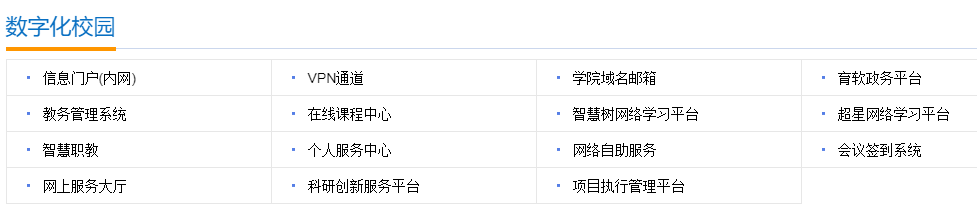 数字化校园
信息门户(内网) VPN通道 学院域名邮箱 育软政务平台
教务管理系统 在线课程中心 智慧树网络学习平台 超星网络学习平台
智慧职教 个人服务中心 网络自助服务 会议签到系统
网上服务大厅 科研创新服务平台 项目执行管理平台